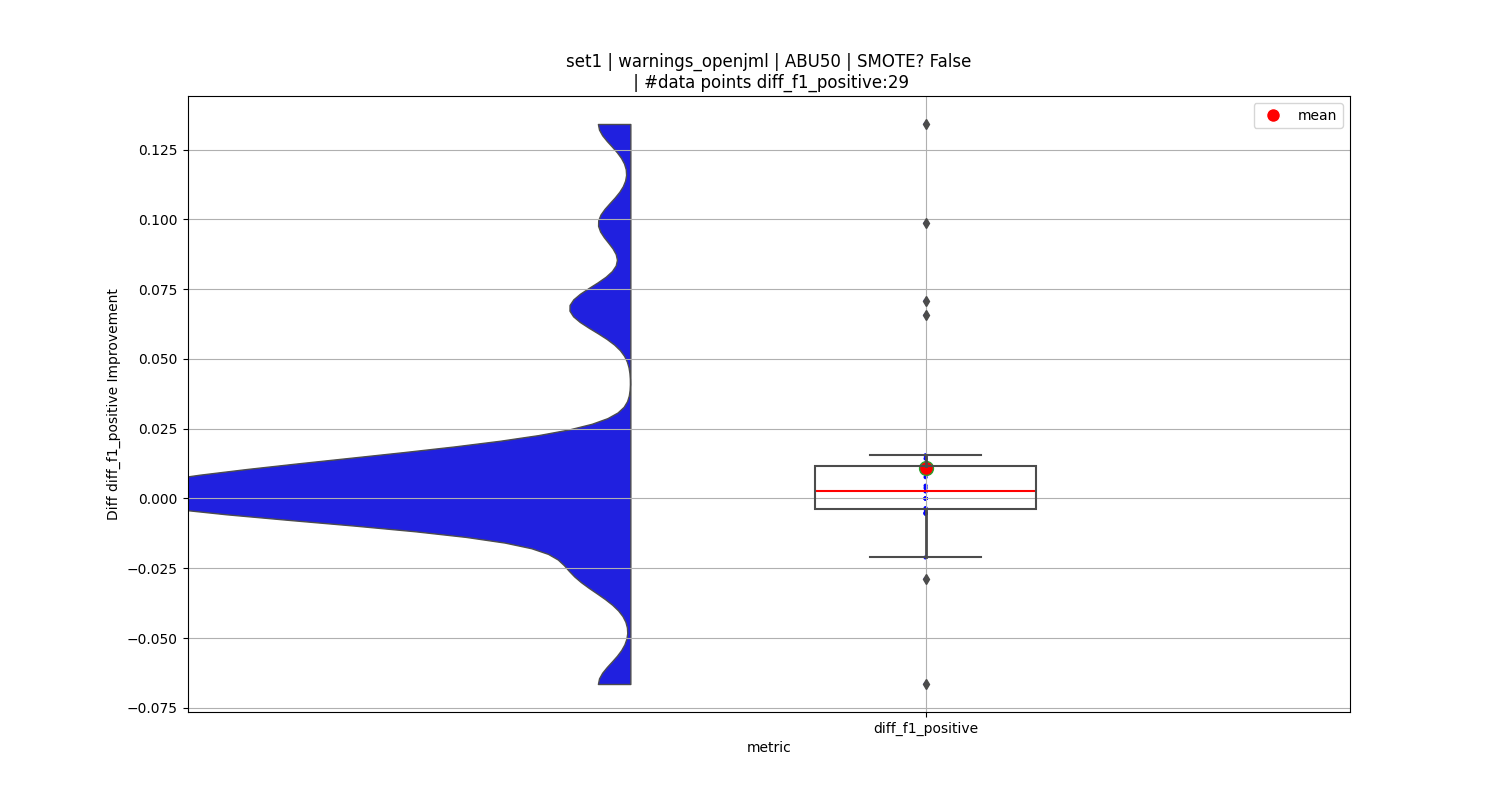 set1 | warnings_openjml | ABU50 | SMOTE? False
| #data points diff_f1_positive:29
mean
0.125
0.100
0.075
0.050
0.025
0.000
−0.025
−0.050
−0.075
Diff diff_f1_positive Improvement
diff_f1_positive
metric